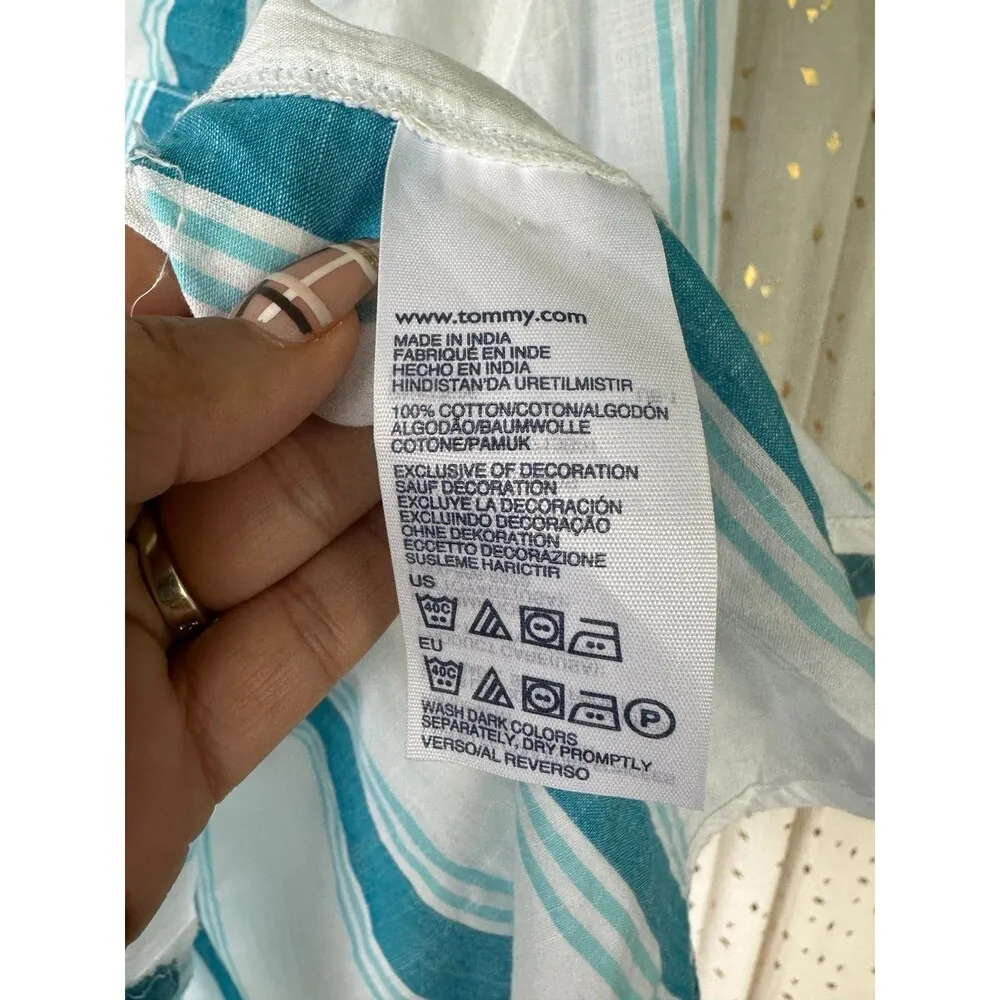 www.tommy.com
MADE IN INDIA
FABRIQUÉ EN INDE
HECHO EN INDIA
HINDISTAN'DA URETILMISTIR
100% COTTON/COTON/ALGODÓN
ALGODÃO/BAUMWOLLE
COTONE/PAMUK
EXCLUSIVE OF DECORATION
SAUF DÉCORATION
EXCLUYE LA DECORACIÓN
EXCLUINDO DECORAÇÃO
OHNE DEKORATION
ECCETTO DECORAZIONE
SUSLEME HARICTIR
US
40C
EU
40C P
WASH DARK COLORS
SEPARATELY, DRY PROMPTLY
VERSO/AL REVERSO